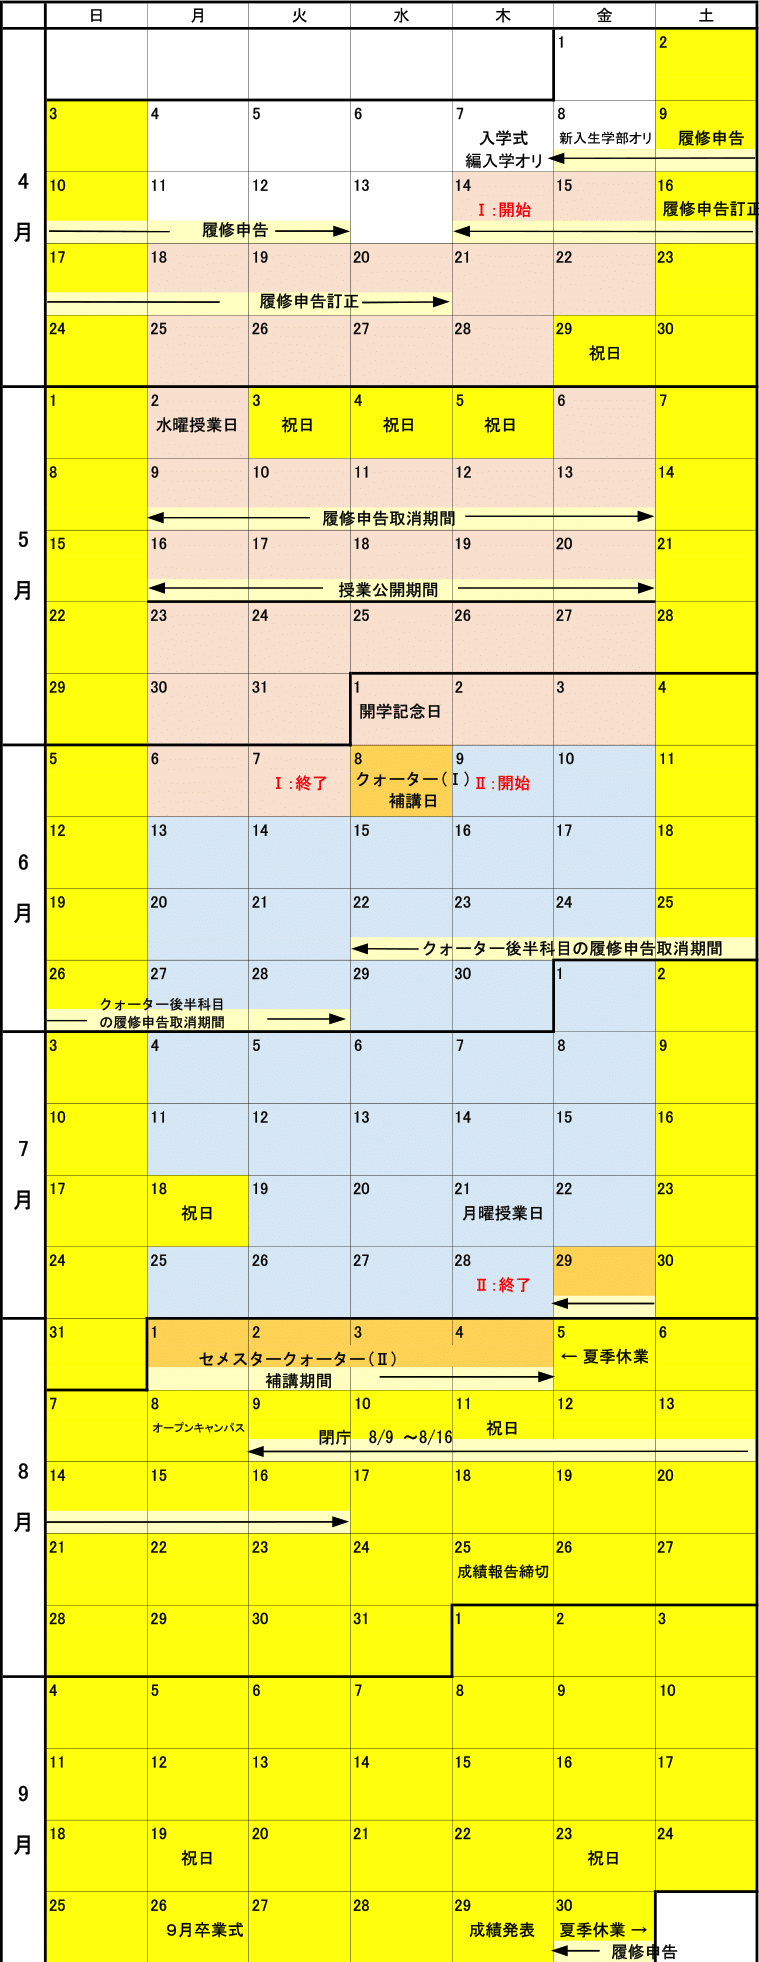 日 月 火 水 木 金 土
4月
1 2
3 4 5 6 7 8 9
入学式 新入生学部オリ 履修申告
編入学オリ
10 11 12 13 14 15 16
Ⅰ:開始 履修申告訂正
履修申告
17 18 19 20 21 22 23
履修申告訂正
24 25 26 27 28 29 30
祝日
5月
1 2 3 4 5 6 7
水曜授業日 祝日 祝日 祝日
8 9 10 11 12 13 14
履修申告取消期間
15 16 17 18 19 20 21
授業公開期間
22 23 24 25 26 27 28
29 30 31 1 2 3 4
開学記念日
6月
5 6 7 8 9 10 11
Ⅰ:終了 クォーター(Ⅰ) Ⅱ:開始
補講日
12 13 14 15 16 17 18
19 20 21 22 23 24 25
クォーター後半科目の履修申告取消期間
26 27 28 29 30 1 2
クォーター後半科目
の履修申告取消期間
7月
3 4 5 6 7 8 9
10 11 12 13 14 15 16
17 18 19 20 21 22 23
祝日 月曜授業日
24 25 26 27 28 29 30
Ⅱ:終了
8月
31 1 2 3 4 5 6
セメスタークォーター(Ⅱ) ← 夏季休業
補講期間
7 8 9 10 11 12 13
オープンキャンパス 祝日
閉庁 8/9 ~8/16
14 15 16 17 18 19 20
21 22 23 24 25 26 27
成績報告締切
28 29 30 31 1 2 3
9月
4 5 6 7 8 9 10
11 12 13 14 15 16 17
18 19 20 21 22 23 24
祝日 祝日
25 26 27 28 29 30
9月卒業式 成績発表 夏季休業 →
履修申告